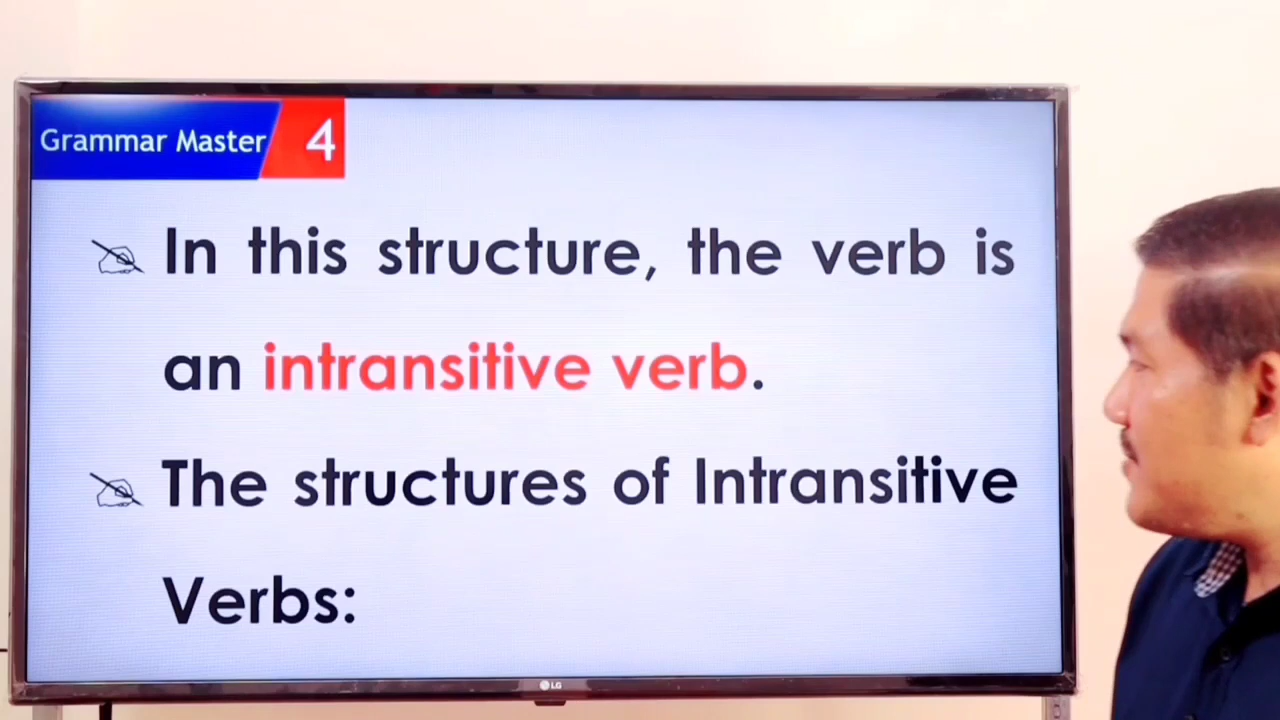 Grammar Master 4
In this structure, the verb is
an intransitive verb.
The structures of Intransitive
Verbs:
LG